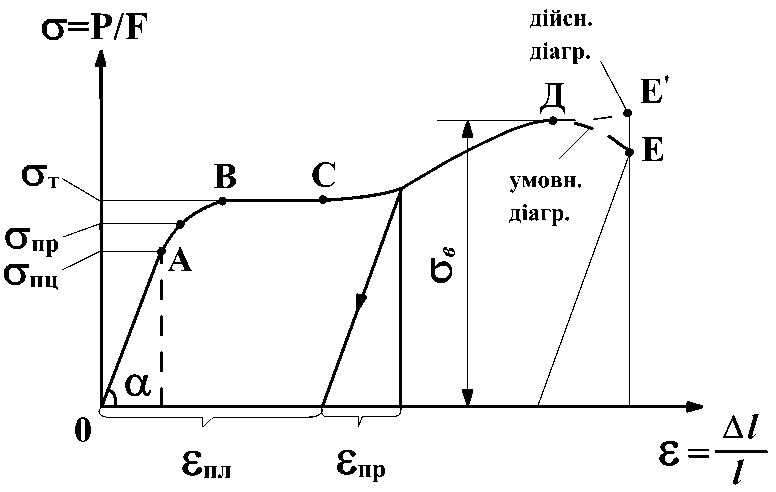 σ=P/F
дійсн.
діагр.
E'
Д
E
B
C
умовн.
діагр.
σт
σпр
σпц
A
σв
α
0
εпл
εпр
ε = Δl/l